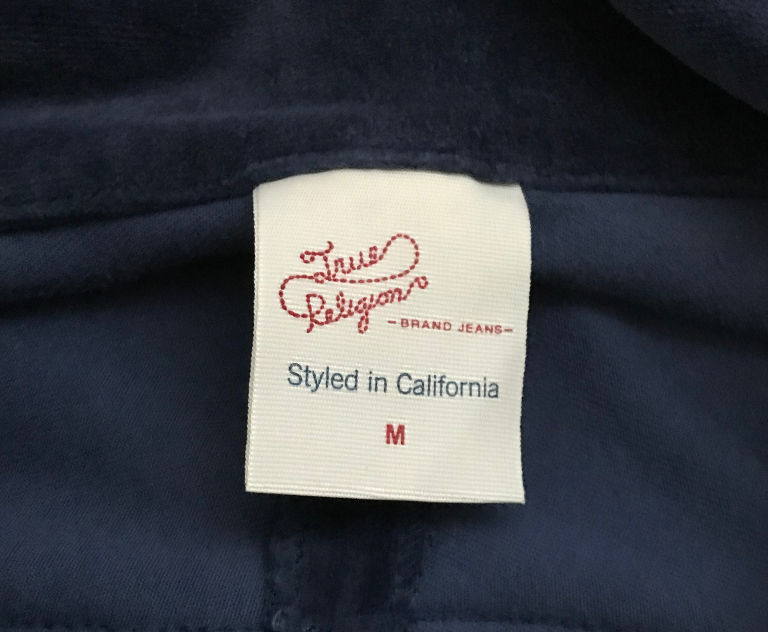 True
Religion
-BRAND JEANS-
Styled in California
M